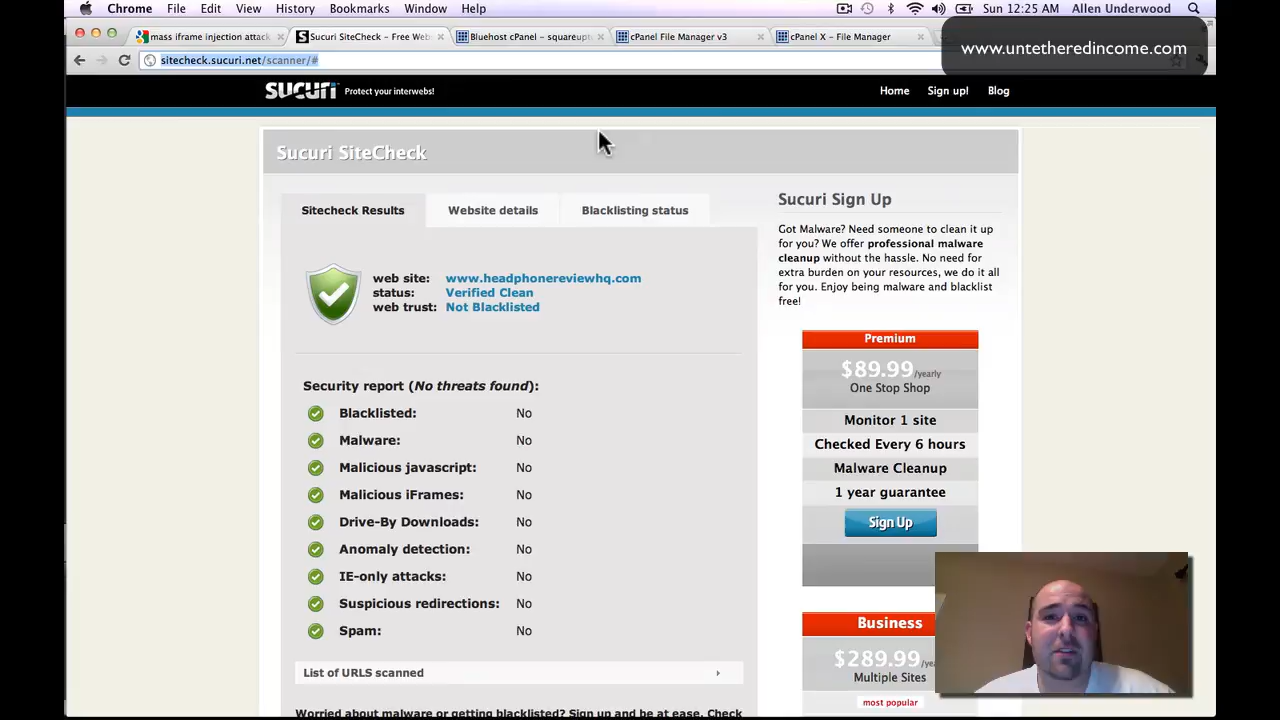 Chrome File Edit View History Bookmarks Window Help Sun 12:25 AM Allen Underwood
mass iframe injection attack
Sucuri SiteCheck - Free Web
Bluehost cPanel - squareupt
cPanel File Manager v3
cPanel X - File Manager
www.untetheredincome.com
sitecheck.sucuri.net/scanner/#
SUCURI Protect your interwebs!
Home Sign up! Blog
Sucuri SiteCheck
Sitecheck Results Website details Blacklisting status
web site: www.headphonereviewhq.com
status: Verified Clean
web trust: Not Blacklisted
Security report (No threats found):
Blacklisted: No
Malware: No
Malicious javascript: No
Malicious iFrames: No
Drive-By Downloads: No
Anomaly detection: No
IE-only attacks: No
Suspicious redirections: No
Spam: No
List of URLS scanned
Worried about malware or getting blacklisted? Sign up and be at ease. Check
Sucuri Sign Up
Got Malware? Need someone to clean it up
for you? We offer professional malware
cleanup without the hassle. No need for
extra burden on your resources, we do it all
for you. Enjoy being malware and blacklist
free!
Premium
$89.99/yearly
One Stop Shop
Monitor 1 site
Checked Every 6 hours
Malware Cleanup
1 year guarantee
Sign Up
Business
$289.99/yea
Multiple Sites
most popular